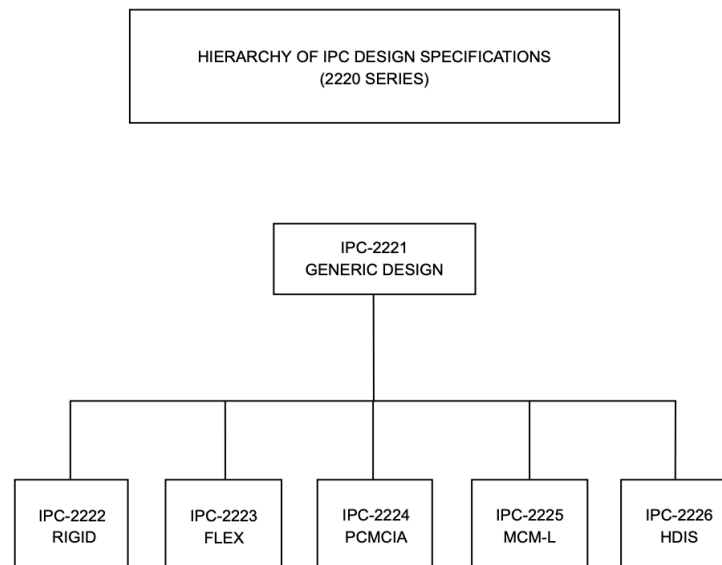 HIERARCHY OF IPC DESIGN SPECIFICATIONS
(2220 SERIES)
IPC-2221
GENERIC DESIGN
IPC-2222
RIGID
IPC-2223
FLEX
IPC-2224
PCMCIA
IPC-2225
MCM-L
IPC-2226
HDIS